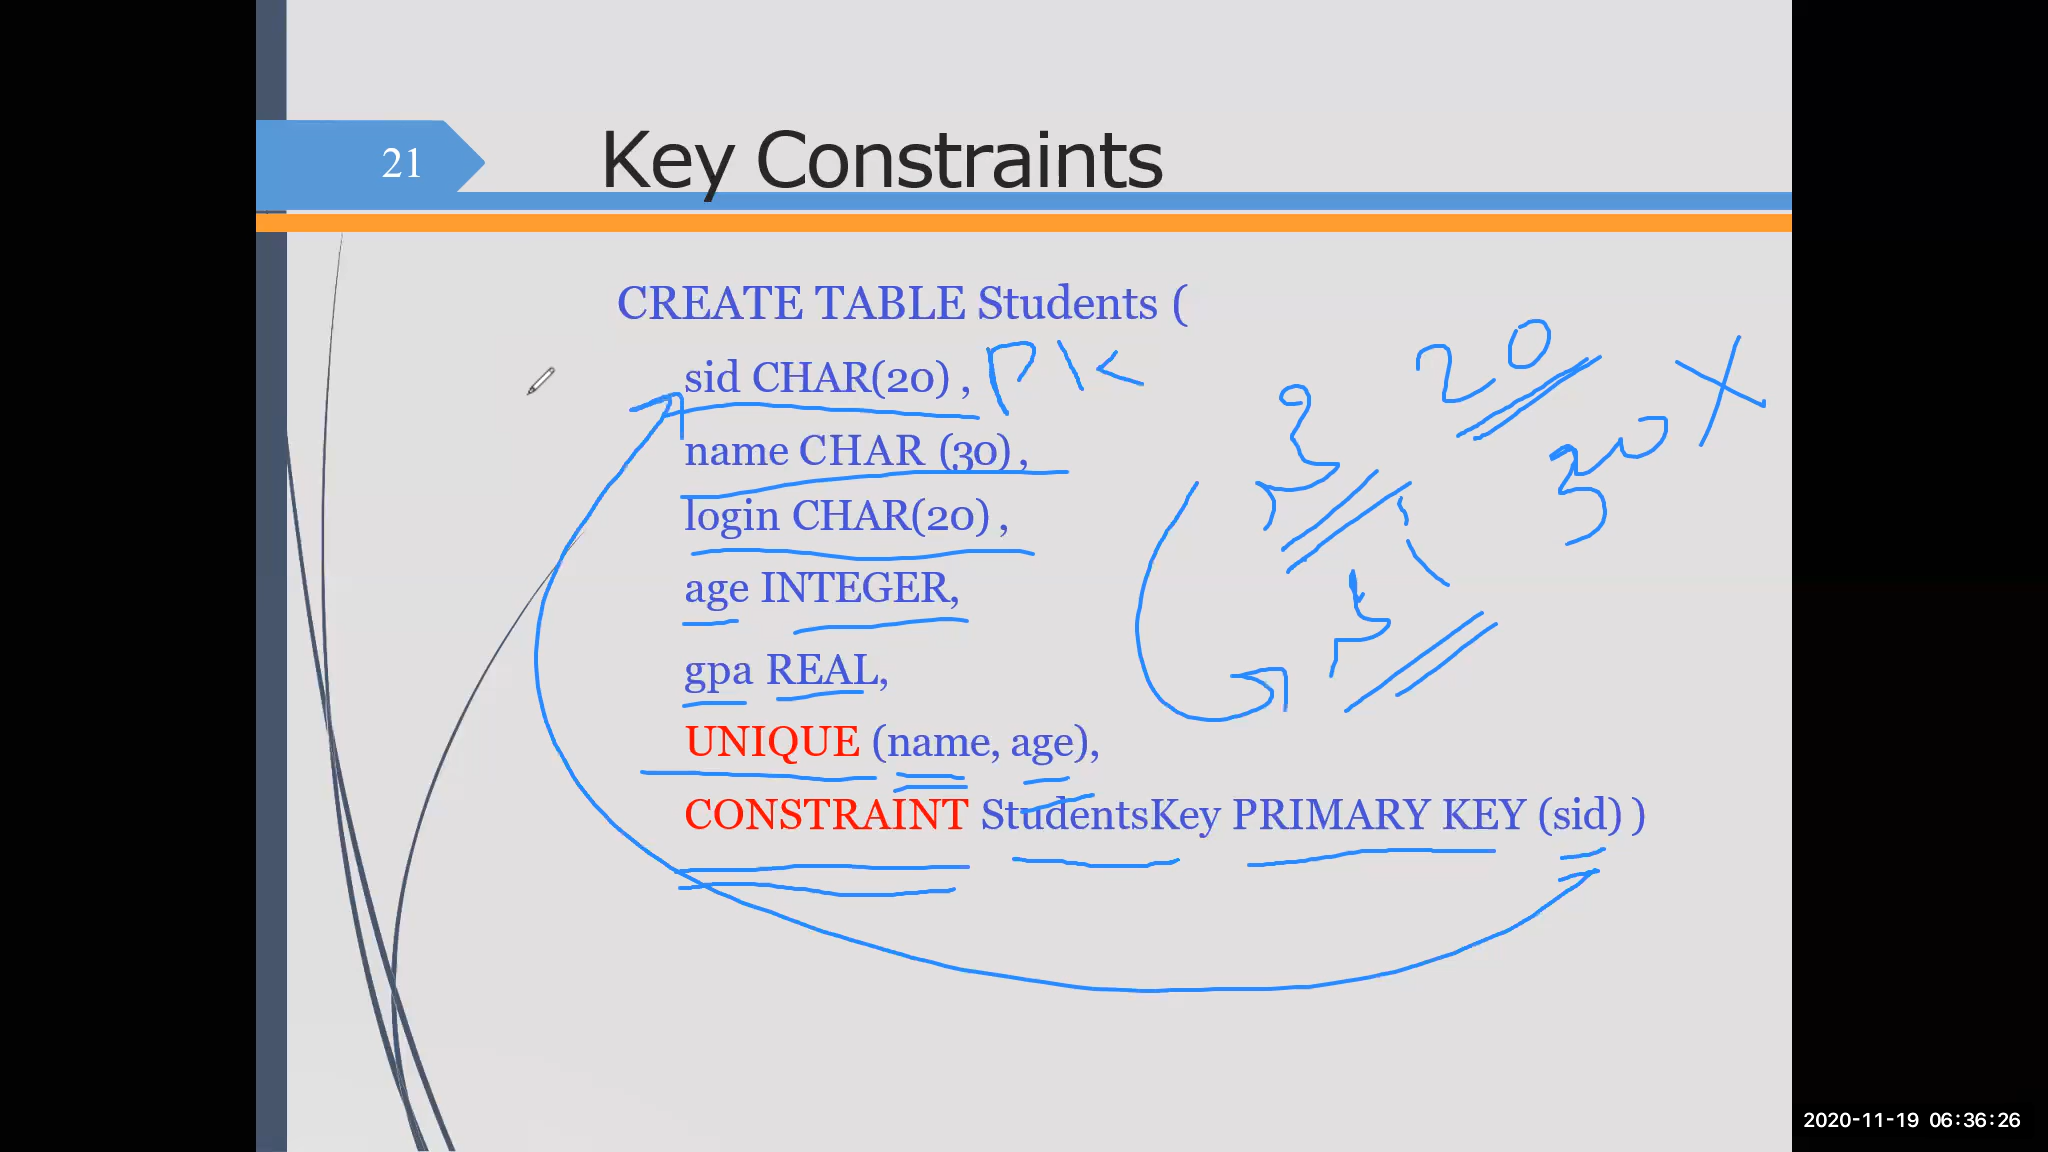 21
Key Constraints
CREATE TABLE Students (
sid CHAR(20) , PK
name CHAR (30),
login CHAR(20) ,
age INTEGER,
gpa REAL,
UNIQUE (name, age),
CONSTRAINT StudentsKey PRIMARY KEY (sid) )
20
30 X
2020-11-19 06:36:26